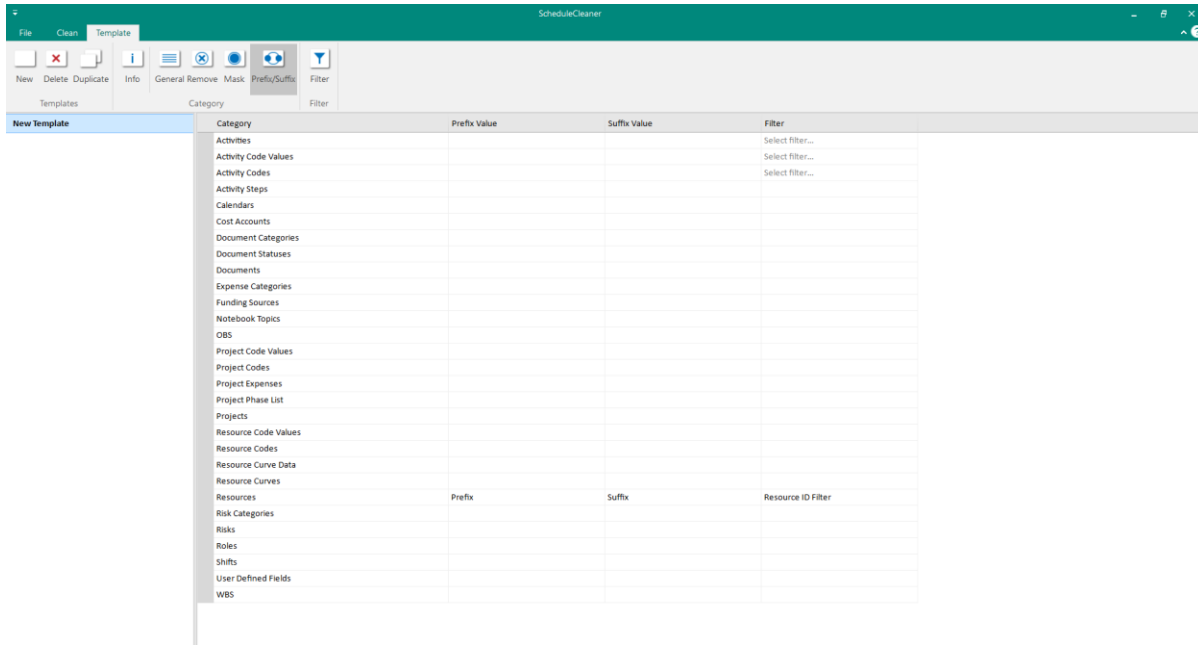 ScheduleCleaner
File Clean Template
New Delete Duplicate Info General Remove Mask Prefix/Suffix Filter
Templates Category Filter
New Template
Category Prefix Value Suffix Value Filter
Activities Select filter...
Activity Code Values Select filter...
Activity Codes Select filter...
Activity Steps
Calendars
Cost Accounts
Document Categories
Document Statuses
Documents
Expense Categories
Funding Sources
Notebook Topics
OBS
Project Code Values
Project Codes
Project Expenses
Project Phase List
Projects
Resource Code Values
Resource Codes
Resource Curve Data
Resource Curves
Resources Prefix Suffix Resource ID Filter
Risk Categories
Risks
Roles
Shifts
User Defined Fields
WBS